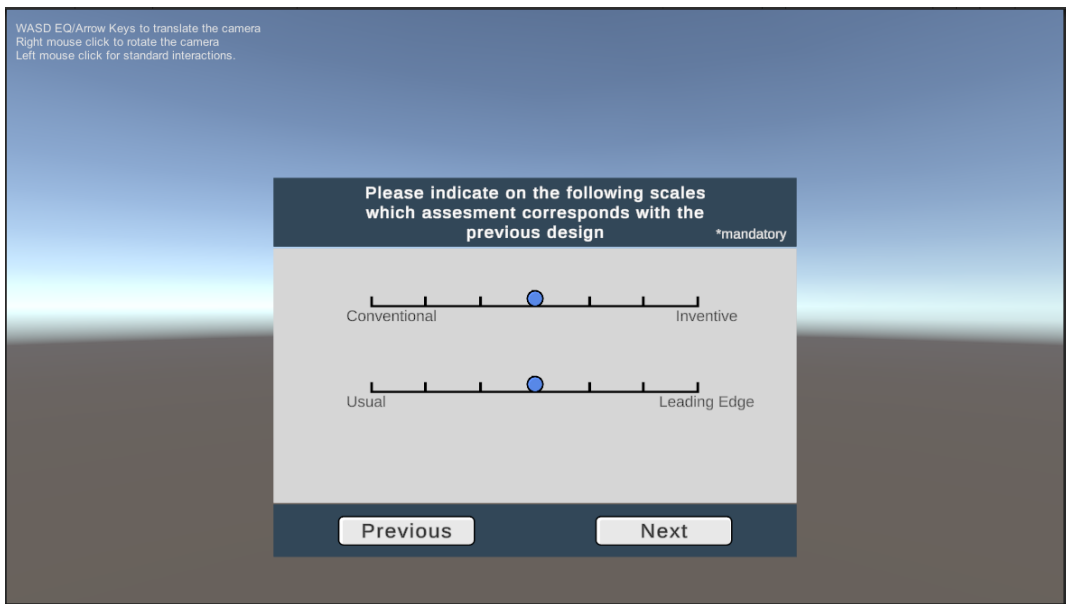 WASD EQ/Arrow Keys to translate the camera
Right mouse click to rotate the camera
Left mouse click for standard interactions.
Please indicate on the following scales
which assesment corresponds with the
previous design
*mandatory
Conventional Inventive
Usual Leading Edge
Previous Next